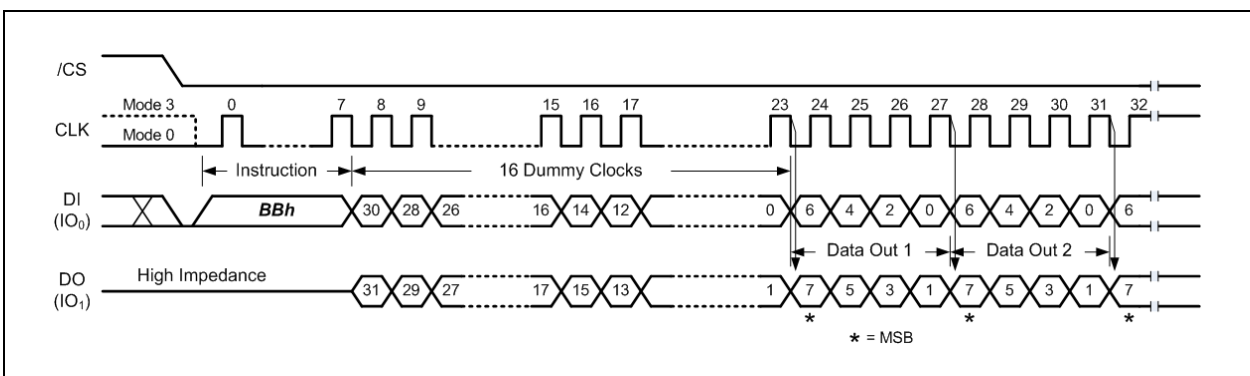 /CS
Mode 3 0 7 8 9 15 16 17 23 24 25 26 27 28 29 30 31 32
CLK
Mode 0
Instruction 16 Dummy Clocks
DI
(IO₀)
BBh 30 28 26 16 14 12 0 6 4 2 0 6 4 2 0 6
Data Out 1 Data Out 2
High Impedance
DO
(IO₁)
31 29 27 17 15 13 1 7 5 3 1 7 5 3 1 7
* * *
* = MSB